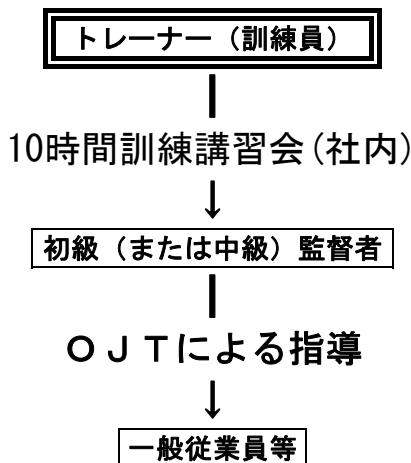 トレーナー（訓練員）
10時間訓練講習会(社内)
↓
初級（または中級）監督者
ＯＪＴによる指導
↓
一般従業員等